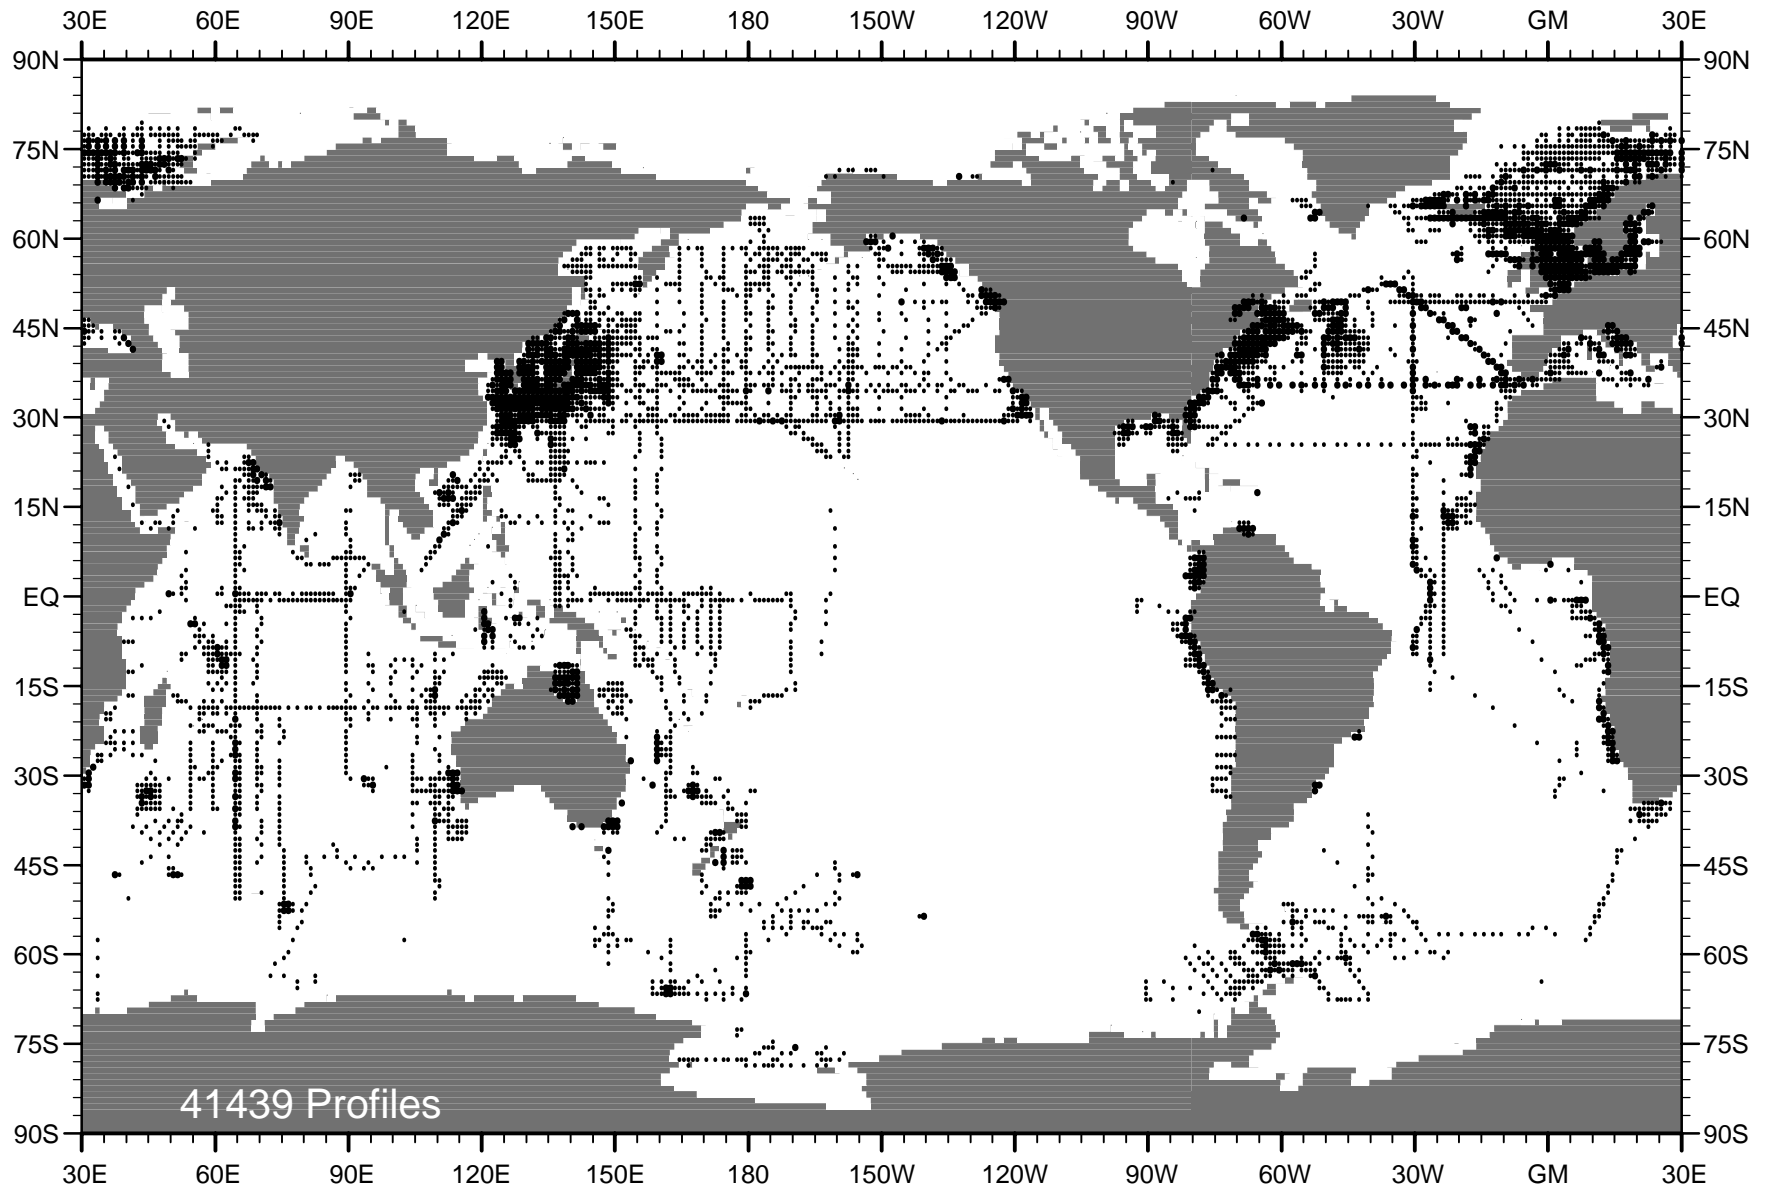 30E 60E 90E 120E 150E 180 150W 120W 90W 60W 30W GM 30E
90N 90N
75N 75N
60N 60N
45N 45N
30N 30N
15N 15N
EQ EQ
15S 15S
30S 30S
45S 45S
60S 60S
75S 75S
41439 Profiles
90S 90S
30E 60E 90E 120E 150E 180 150W 120W 90W 60W 30W GM 30E